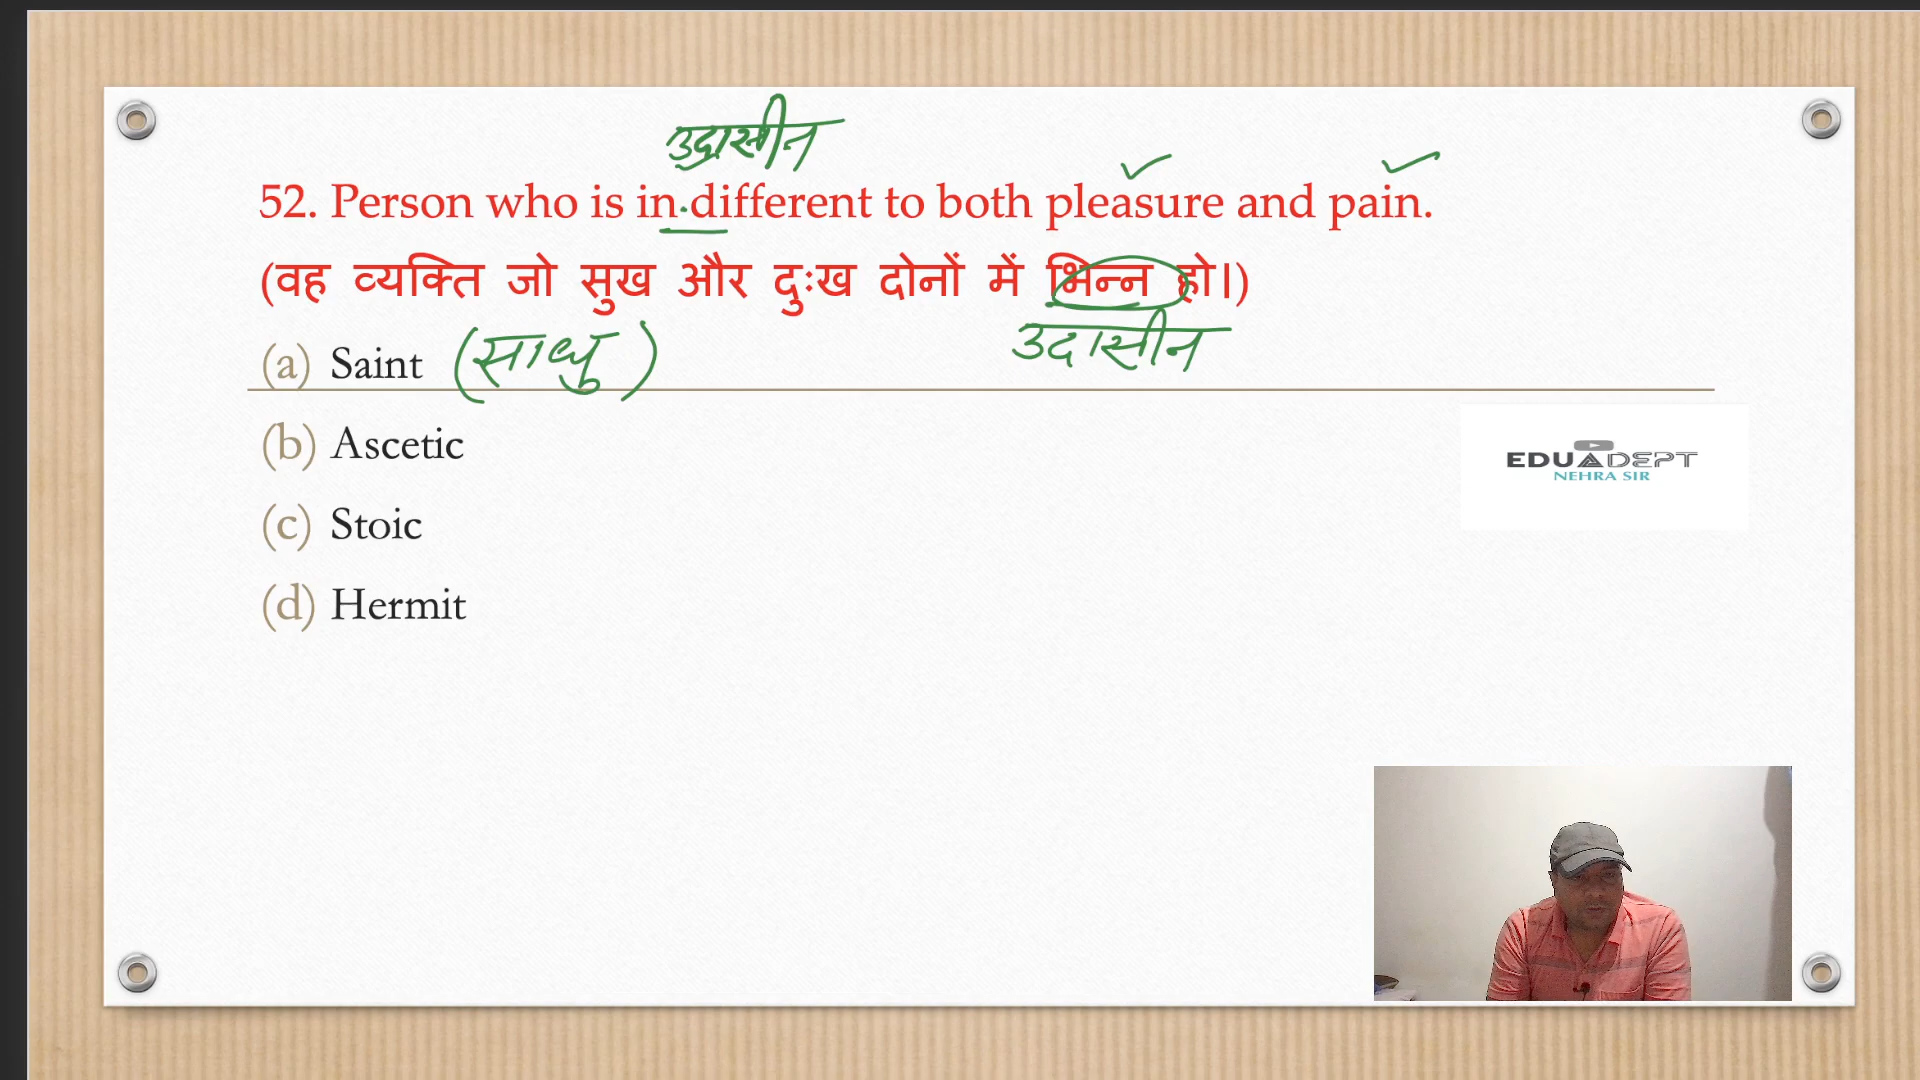 उदासीन
52. Person who is in.different to both pleasure and pain.
(वह व्यक्ति जो सुख और दुःख दोनों में भिन्न हो।)
उदासीन
(a) Saint (साधु)
(b) Ascetic
EDUADEPT
NEHRA SIR
(c) Stoic
(d) Hermit